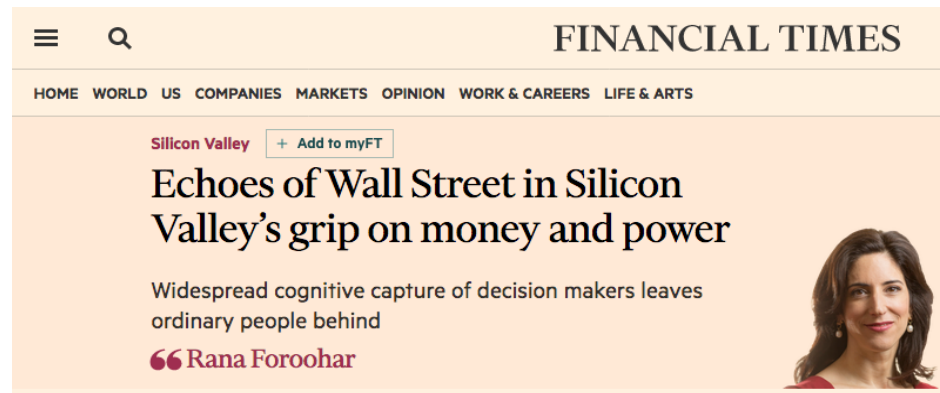 FINANCIAL TIMES
HOME WORLD US COMPANIES MARKETS OPINION WORK & CAREERS LIFE & ARTS
Silicon Valley + Add to myFT
Echoes of Wall Street in Silicon
Valley’s grip on money and power
Widespread cognitive capture of decision makers leaves
ordinary people behind
“ Rana Foroohar